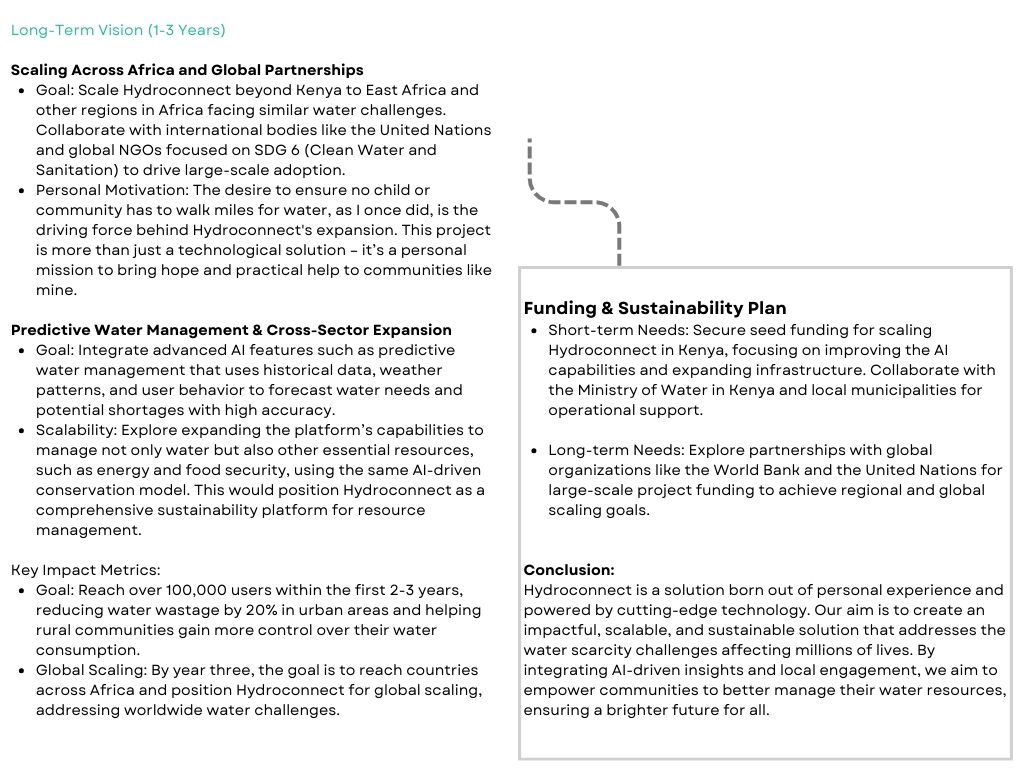 Long-Term Vision (1-3 Years)
Scaling Across Africa and Global Partnerships
• Goal: Scale Hydroconnect beyond Kenya to East Africa and
other regions in Africa facing similar water challenges.
Collaborate with international bodies like the United Nations
and global NGOs focused on SDG 6 (Clean Water and
Sanitation) to drive large-scale adoption.
• Personal Motivation: The desire to ensure no child or
community has to walk miles for water, as I once did, is the
driving force behind Hydroconnect's expansion. This project
is more than just a technological solution – it’s a personal
mission to bring hope and practical help to communities like
mine.
Predictive Water Management & Cross-Sector Expansion
• Goal: Integrate advanced AI features such as predictive
water management that uses historical data, weather
patterns, and user behavior to forecast water needs and
potential shortages with high accuracy.
• Scalability: Explore expanding the platform’s capabilities to
manage not only water but also other essential resources,
such as energy and food security, using the same AI-driven
conservation model. This would position Hydroconnect as a
comprehensive sustainability platform for resource
management.
Key Impact Metrics:
• Goal: Reach over 100,000 users within the first 2-3 years,
reducing water wastage by 20% in urban areas and helping
rural communities gain more control over their water
consumption.
• Global Scaling: By year three, the goal is to reach countries
across Africa and position Hydroconnect for global scaling,
addressing worldwide water challenges.
Funding & Sustainability Plan
• Short-term Needs: Secure seed funding for scaling
Hydroconnect in Kenya, focusing on improving the AI
capabilities and expanding infrastructure. Collaborate with
the Ministry of Water in Kenya and local municipalities for
operational support.
• Long-term Needs: Explore partnerships with global
organizations like the World Bank and the United Nations for
large-scale project funding to achieve regional and global
scaling goals.
Conclusion:
Hydroconnect is a solution born out of personal experience and
powered by cutting-edge technology. Our aim is to create an
impactful, scalable, and sustainable solution that addresses the
water scarcity challenges affecting millions of lives. By
integrating AI-driven insights and local engagement, we aim to
empower communities to better manage their water resources,
ensuring a brighter future for all.